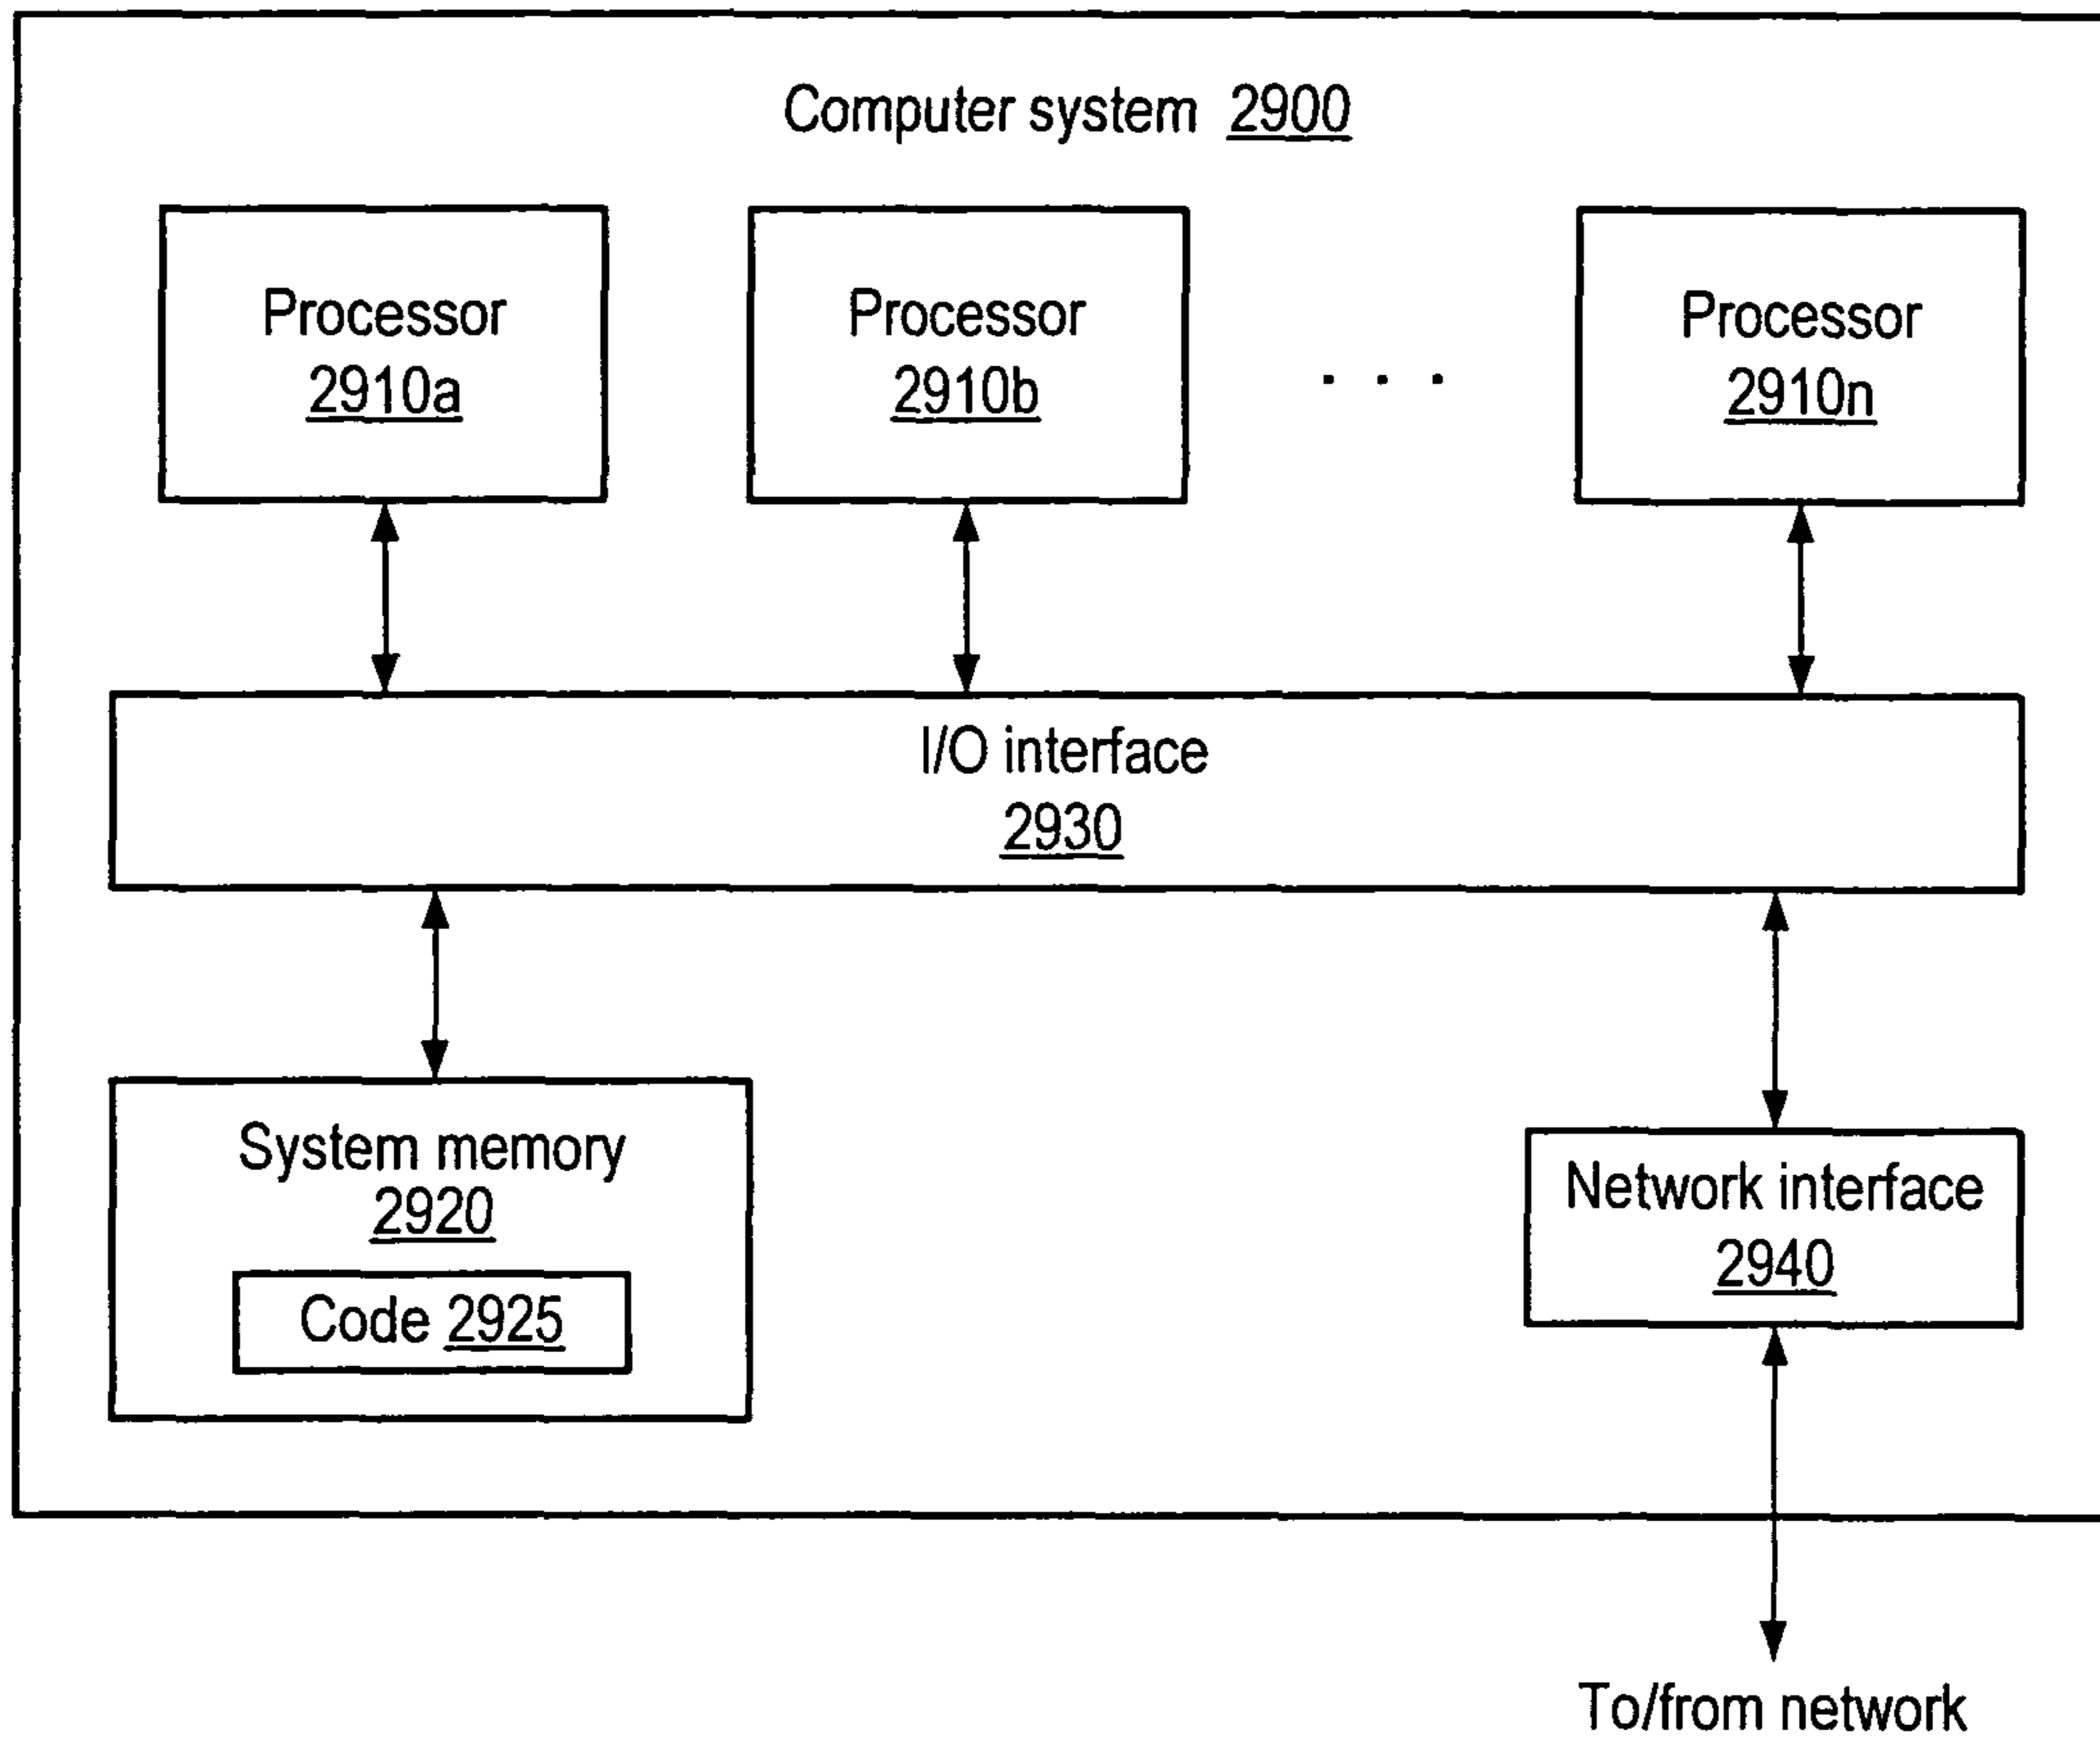 Computer system 2900
Processor
2910a
Processor
2910b
. . .
Processor
2910n
I/O interface
2930
System memory
2920
Code 2925
Network interface
2940
To/from network